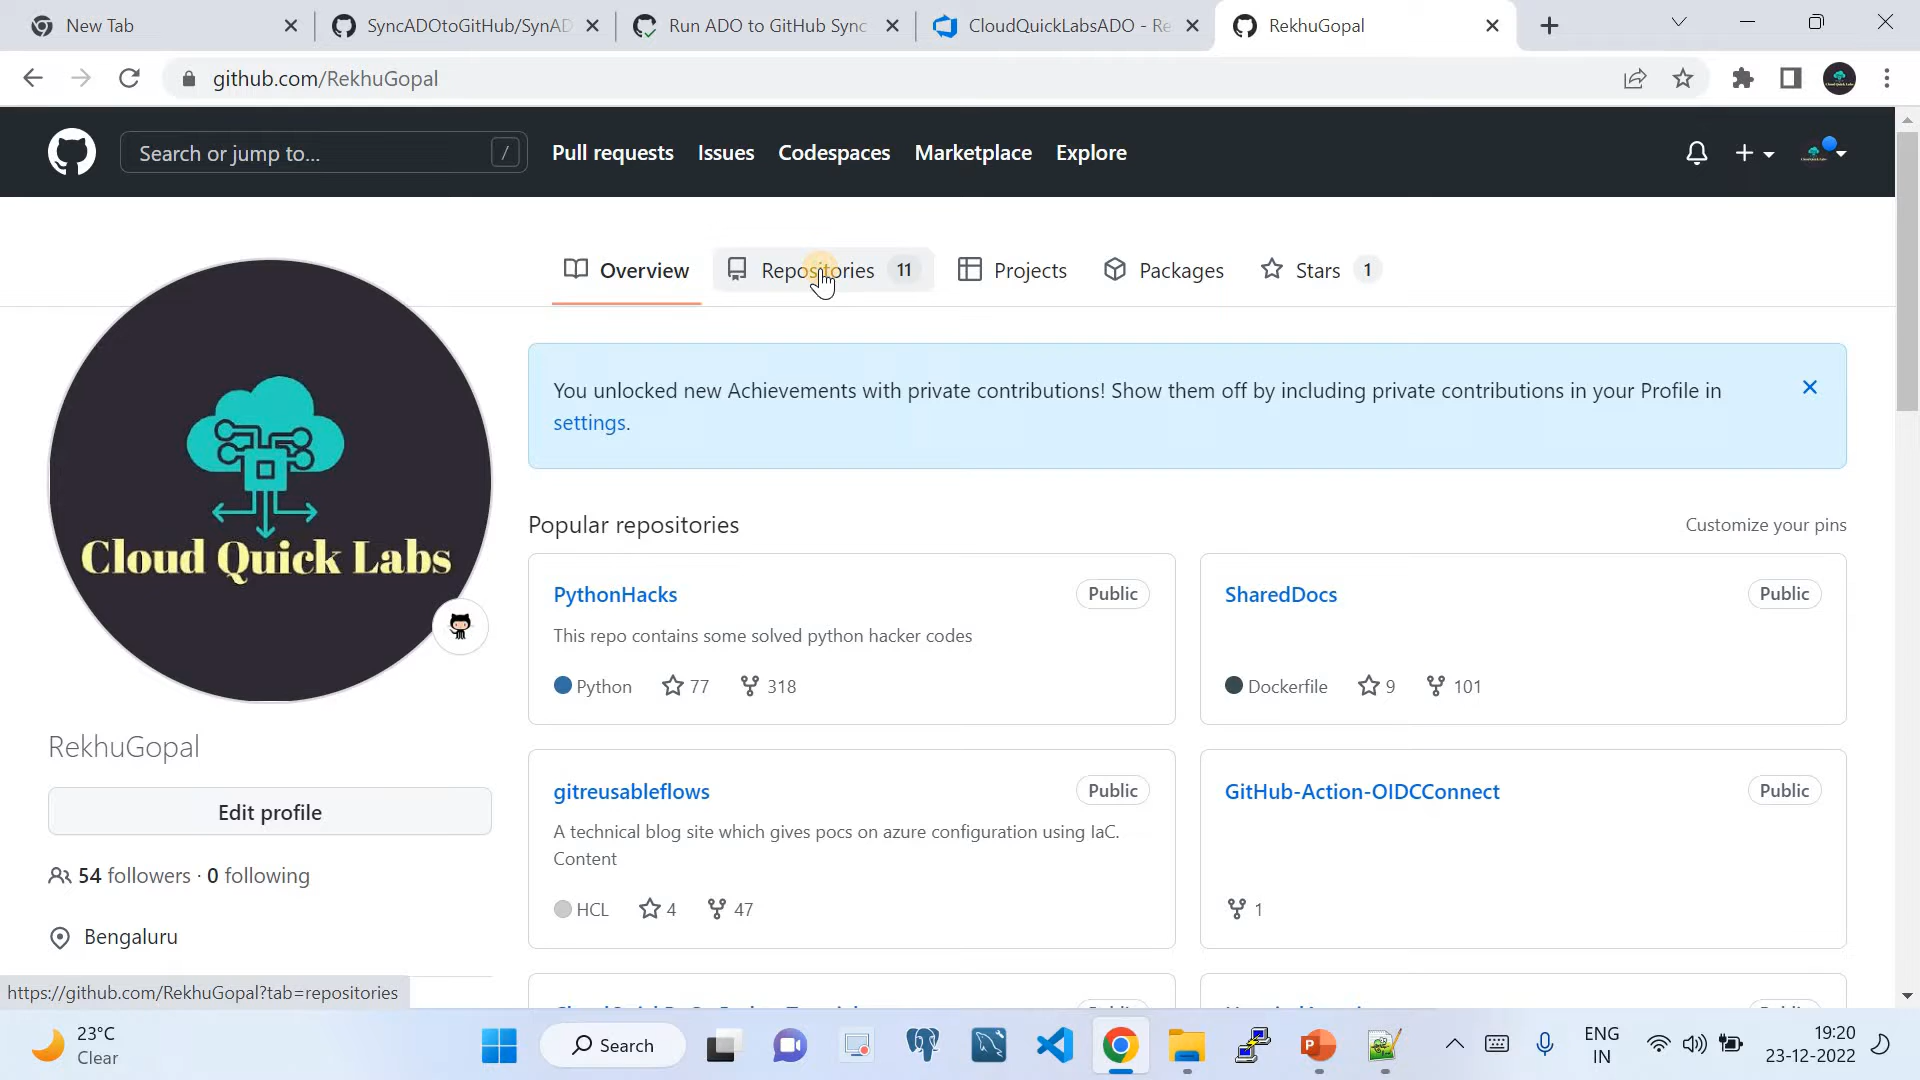 New Tab
SyncADOtoGitHub/SynAD
Run ADO to GitHub Sync
CloudQuickLabsADO - Re
RekhuGopal
github.com/RekhuGopal
Search or jump to...
/
Pull requests
Issues
Codespaces
Marketplace
Explore
Overview
Repositories 11
Projects
Packages
Stars 1
You unlocked new Achievements with private contributions! Show them off by including private contributions in your Profile in
settings.
Cloud Quick Labs
Popular repositories
Customize your pins
PythonHacks
Public
This repo contains some solved python hacker codes
Python
77
318
SharedDocs
Public
Dockerfile
9
101
RekhuGopal
Edit profile
54 followers · 0 following
Bengaluru
gitreusableflows
Public
A technical blog site which gives pocs on azure configuration using IaC.
Content
HCL
4
47
GitHub-Action-OIDCConnect
Public
1
https://github.com/RekhuGopal?tab=repositories
23°C
Clear
Search
ENG
IN
19:20
23-12-2022